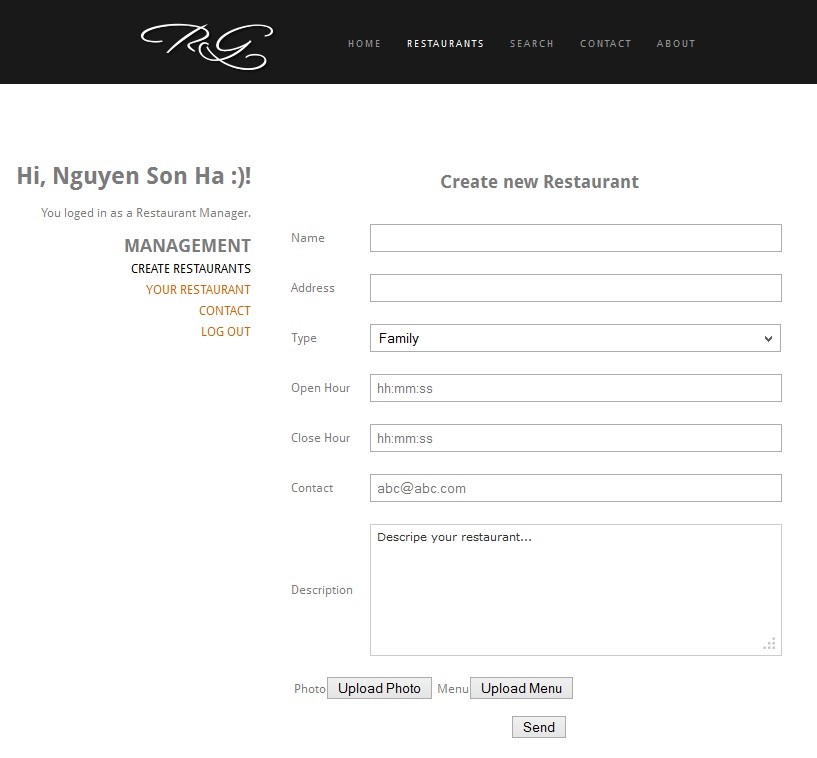 RG
HOME RESTAURANTS SEARCH CONTACT ABOUT
Hi, Nguyen Son Ha :)!
You loged in as a Restaurant Manager.
MANAGEMENT
CREATE RESTAURANTS
YOUR RESTAURANT
CONTACT
LOG OUT
Create new Restaurant
Name
Address
Type Family
Open Hour hh:mm:ss
Close Hour hh:mm:ss
Contact abc@abc.com
Description Descripe your restaurant...
Photo Upload Photo Menu Upload Menu
Send